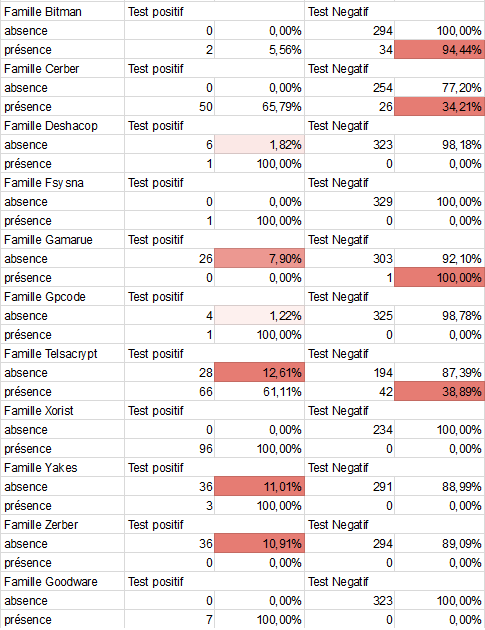 Famille Bitman Test positif Test Negatif
absence 0 0,00% 294 100,00%
présence 2 5,56% 34 94,44%
Famille Cerber Test positif Test Negatif
absence 0 0,00% 254 77,20%
présence 50 65,79% 26 34,21%
Famille Deshacop Test positif Test Negatif
absence 6 1,82% 323 98,18%
présence 1 100,00% 0 0,00%
Famille Fsysna Test positif Test Negatif
absence 0 0,00% 329 100,00%
présence 1 100,00% 0 0,00%
Famille Gamarue Test positif Test Negatif
absence 26 7,90% 303 92,10%
présence 0 0,00% 1 100,00%
Famille Gpcode Test positif Test Negatif
absence 4 1,22% 325 98,78%
présence 1 100,00% 0 0,00%
Famille Telsacrypt Test positif Test Negatif
absence 28 12,61% 194 87,39%
présence 66 61,11% 42 38,89%
Famille Xorist Test positif Test Negatif
absence 0 0,00% 234 100,00%
présence 96 100,00% 0 0,00%
Famille Yakes Test positif Test Negatif
absence 36 11,01% 291 88,99%
présence 3 100,00% 0 0,00%
Famille Zerber Test positif Test Negatif
absence 36 10,91% 294 89,09%
présence 0 0,00% 0 0,00%
Famille Goodware Test positif Test Negatif
absence 0 0,00% 323 100,00%
présence 7 100,00% 0 0,00%